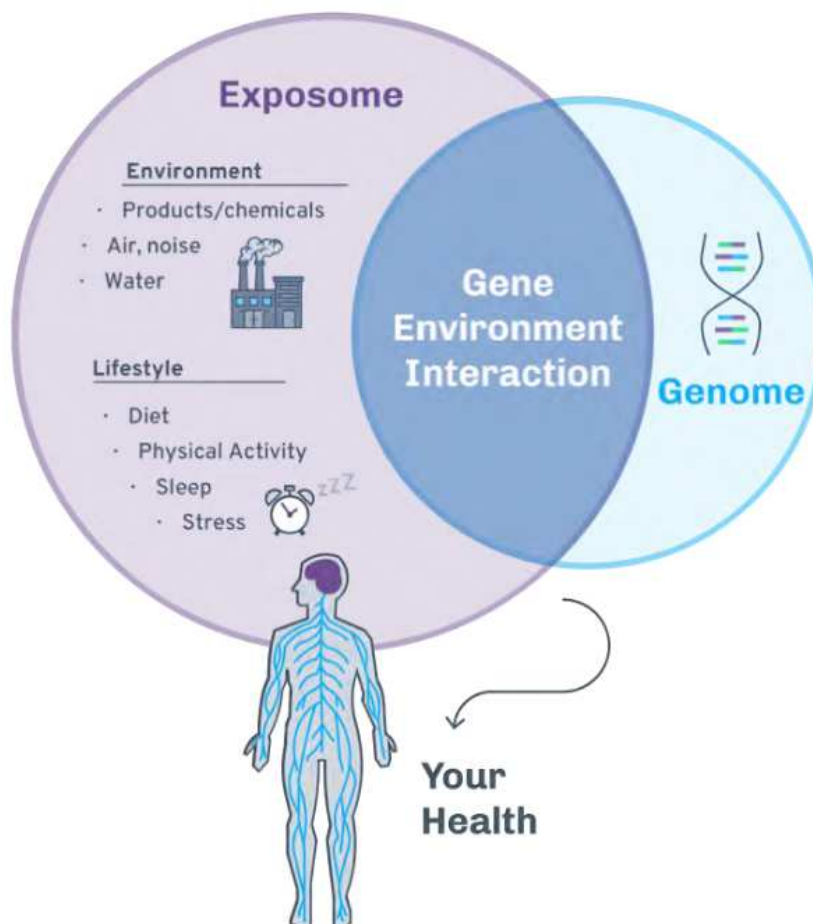 Exposome
Environment
· Products/chemicals
· Air, noise
· Water
Lifestyle
· Diet
· Physical Activity
· Sleep
· Stress
zZZ
Gene
Environment
Interaction
Genome
Your
Health